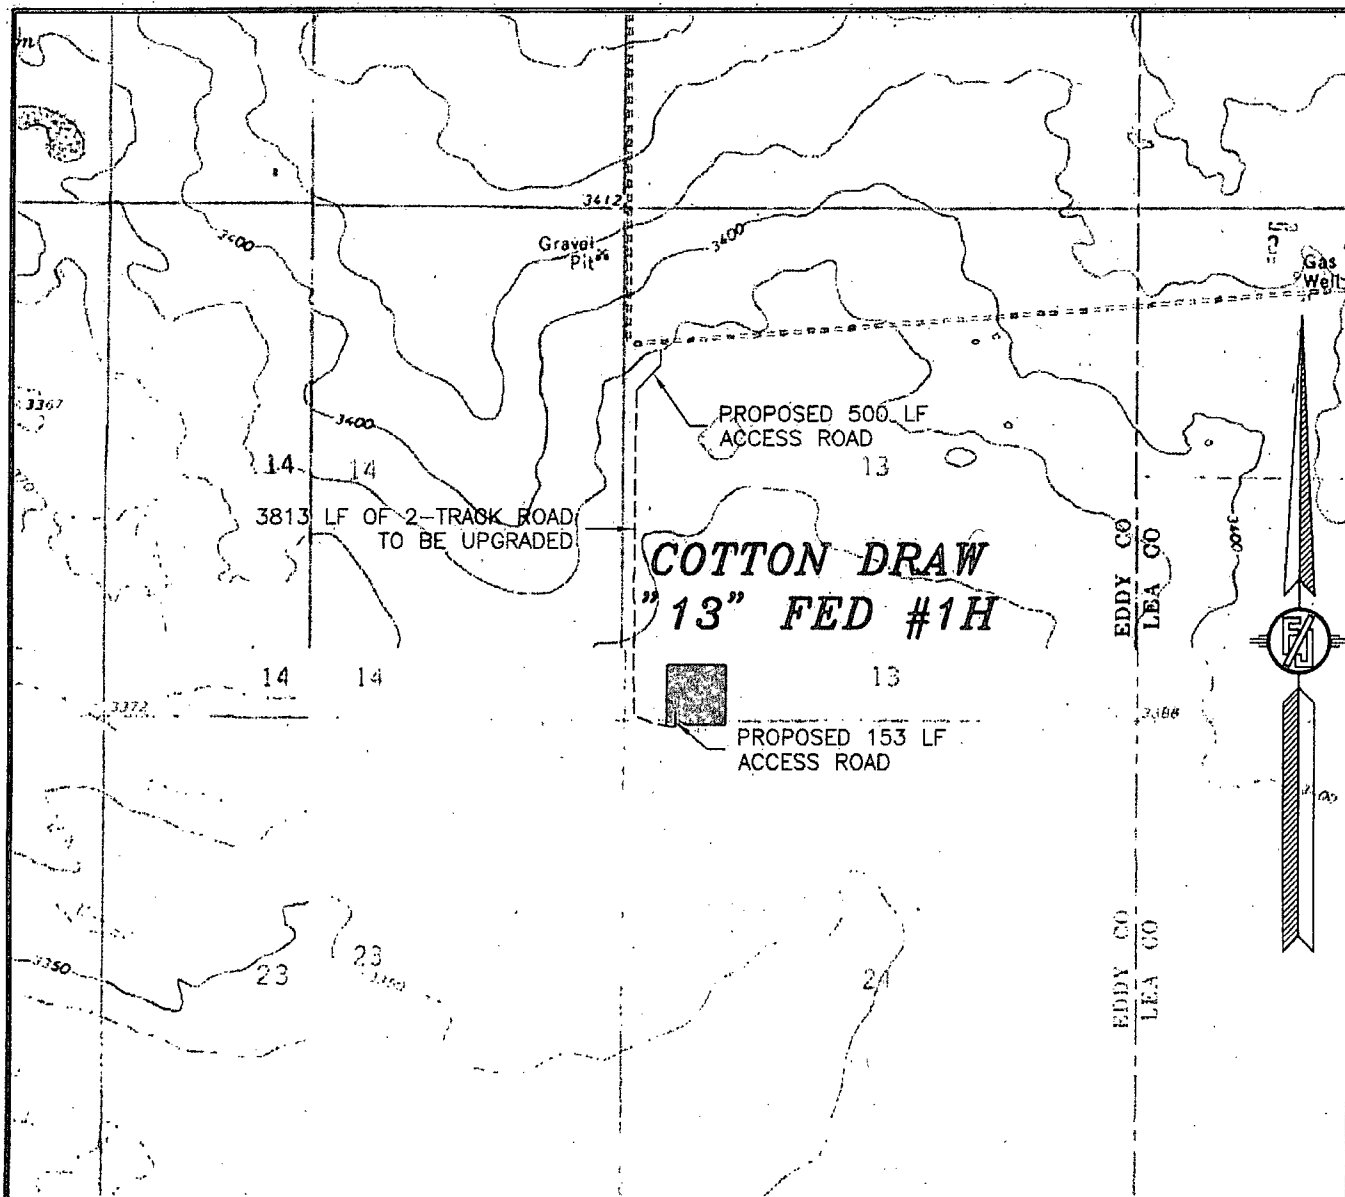 3412
3400
3400
Gravel
Pit
Gas
Well
3367
3400
PROPOSED 500 LF
ACCESS ROAD
14
14
13
3813 LF OF 2-TRACK ROAD
TO BE UPGRADED
3400
EDDY CO
LEA CO
COTTON DRAW
"13" FED #1H
14
14
13
3372
3388
PROPOSED 153 LF
ACCESS ROAD
3350
23
23
24
EDDY CO
LEA CO